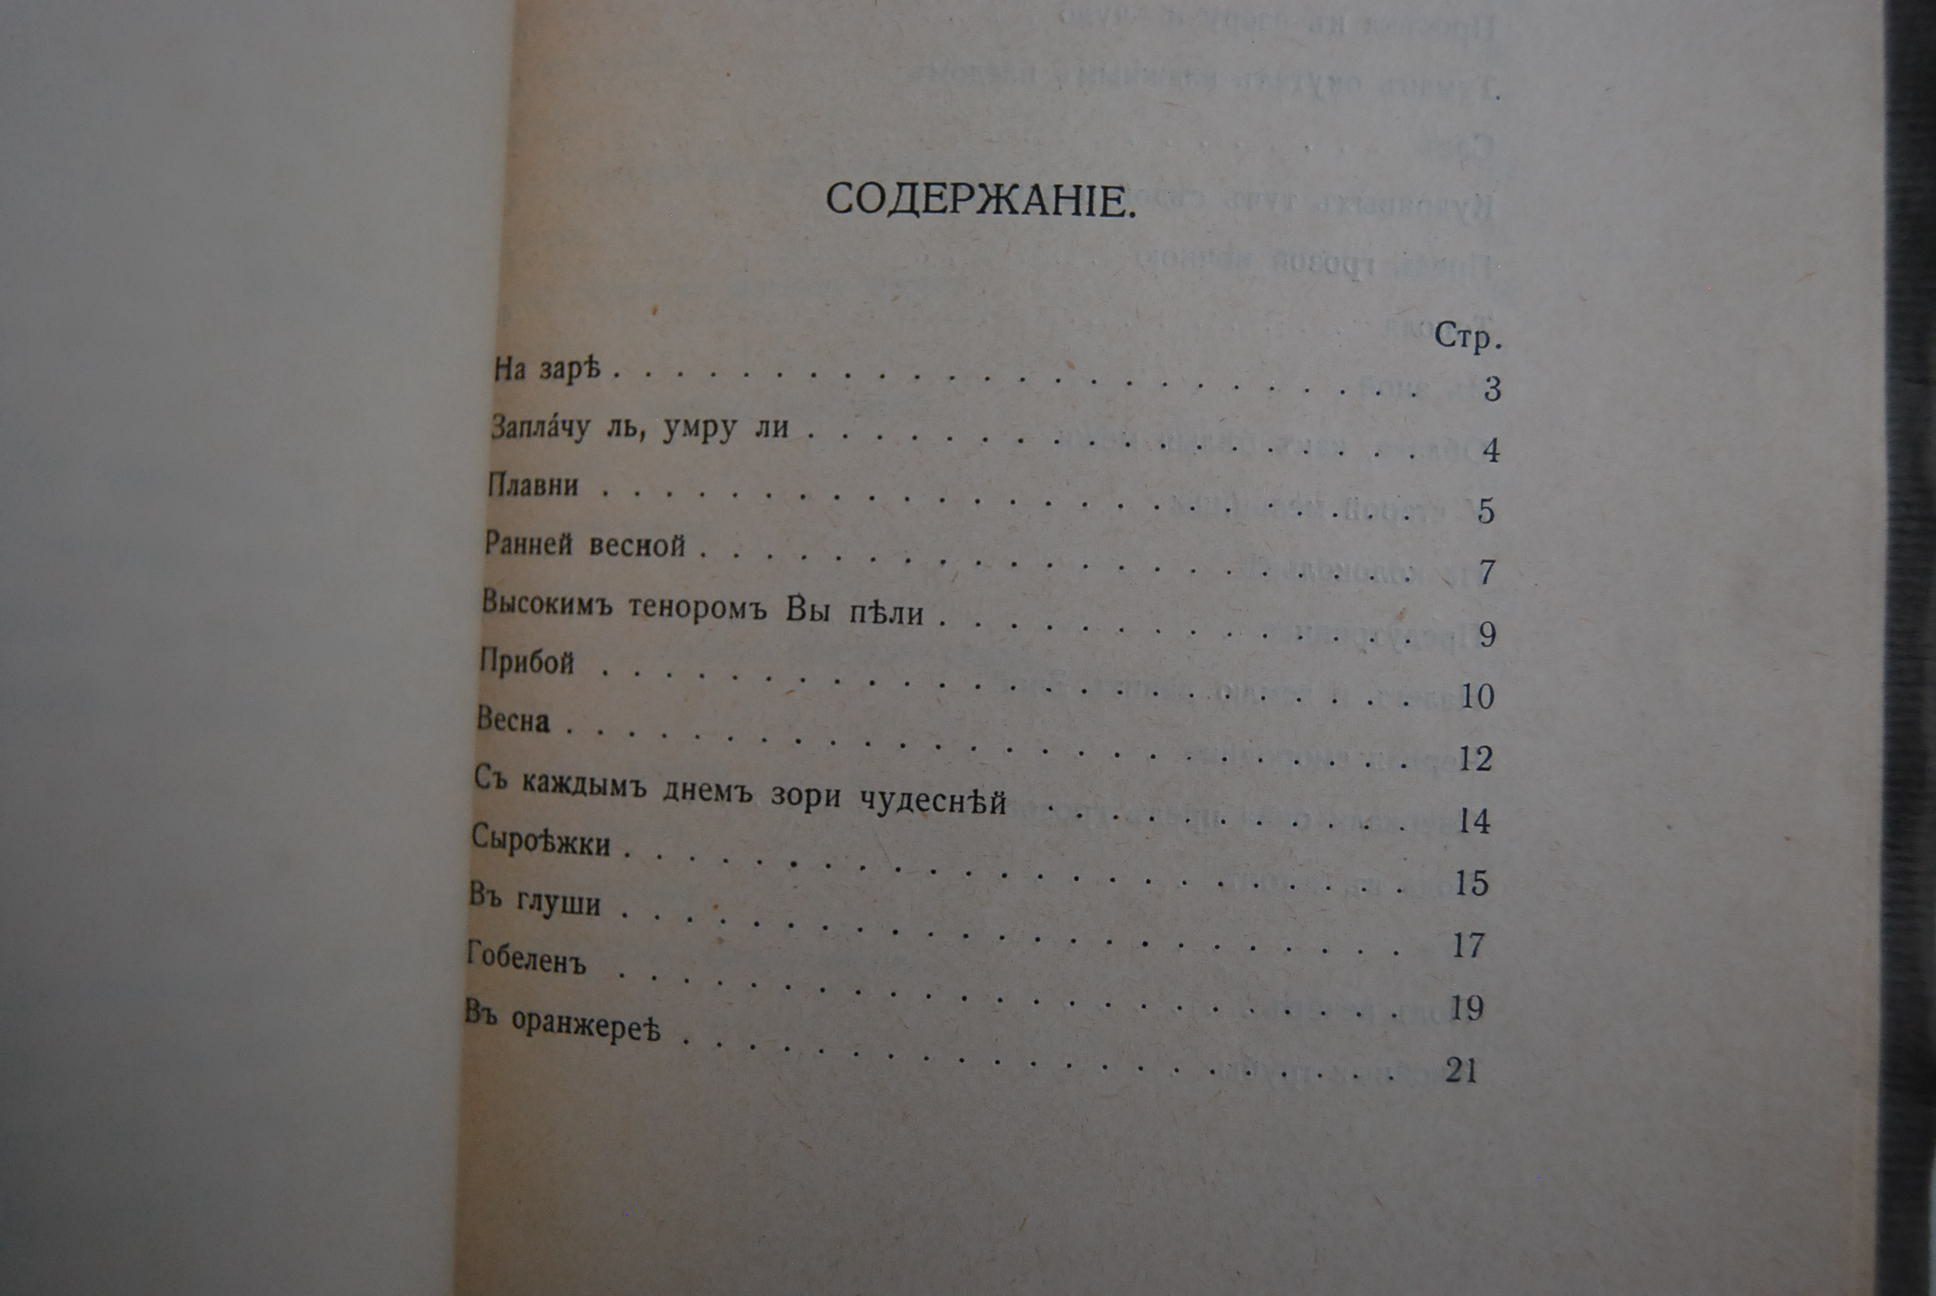 СОДЕРЖАНІЕ.
Стр.
На зарѣ . . . . . . . . . . . . . . . . . . . . . . . . 3
Запла́чу ль, умру ли . . . . . . . . . . . . . . . . . . 4
Плавни . . . . . . . . . . . . . . . . . . . . . . . . 5
Ранней весной . . . . . . . . . . . . . . . . . . . . . 7
Высокимъ теноромъ Вы пѣли . . . . . . . . . . . . . . 9
Прибой . . . . . . . . . . . . . . . . . . . . . . . . 10
Весна . . . . . . . . . . . . . . . . . . . . . . . . . 12
Съ каждымъ днемъ зори чудеснѣй . . . . . . . . . . . 14
Сыроѣжки . . . . . . . . . . . . . . . . . . . . . . . 15
Въ глуши . . . . . . . . . . . . . . . . . . . . . . . 17
Гобеленъ . . . . . . . . . . . . . . . . . . . . . . . 19
Въ оранжереѣ . . . . . . . . . . . . . . . . . . . . . 21